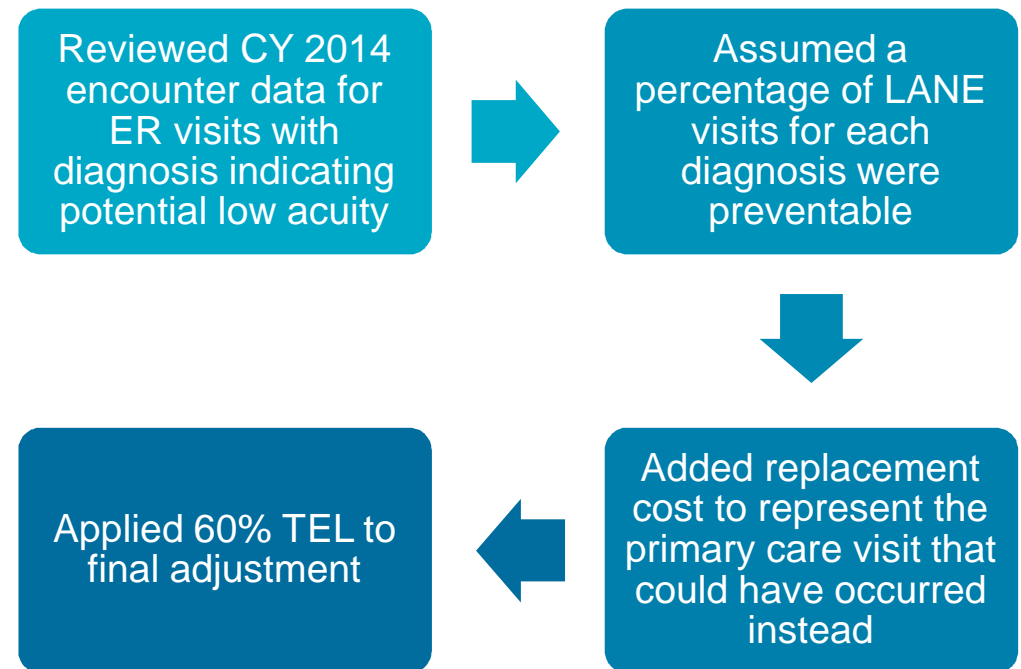 Reviewed CY 2014
encounter data for
ER visits with
diagnosis indicating
potential low acuity
Assumed a
percentage of LANE
visits for each
diagnosis were
preventable
Added replacement
cost to represent the
primary care visit that
could have occurred
instead
Applied 60% TEL to
final adjustment